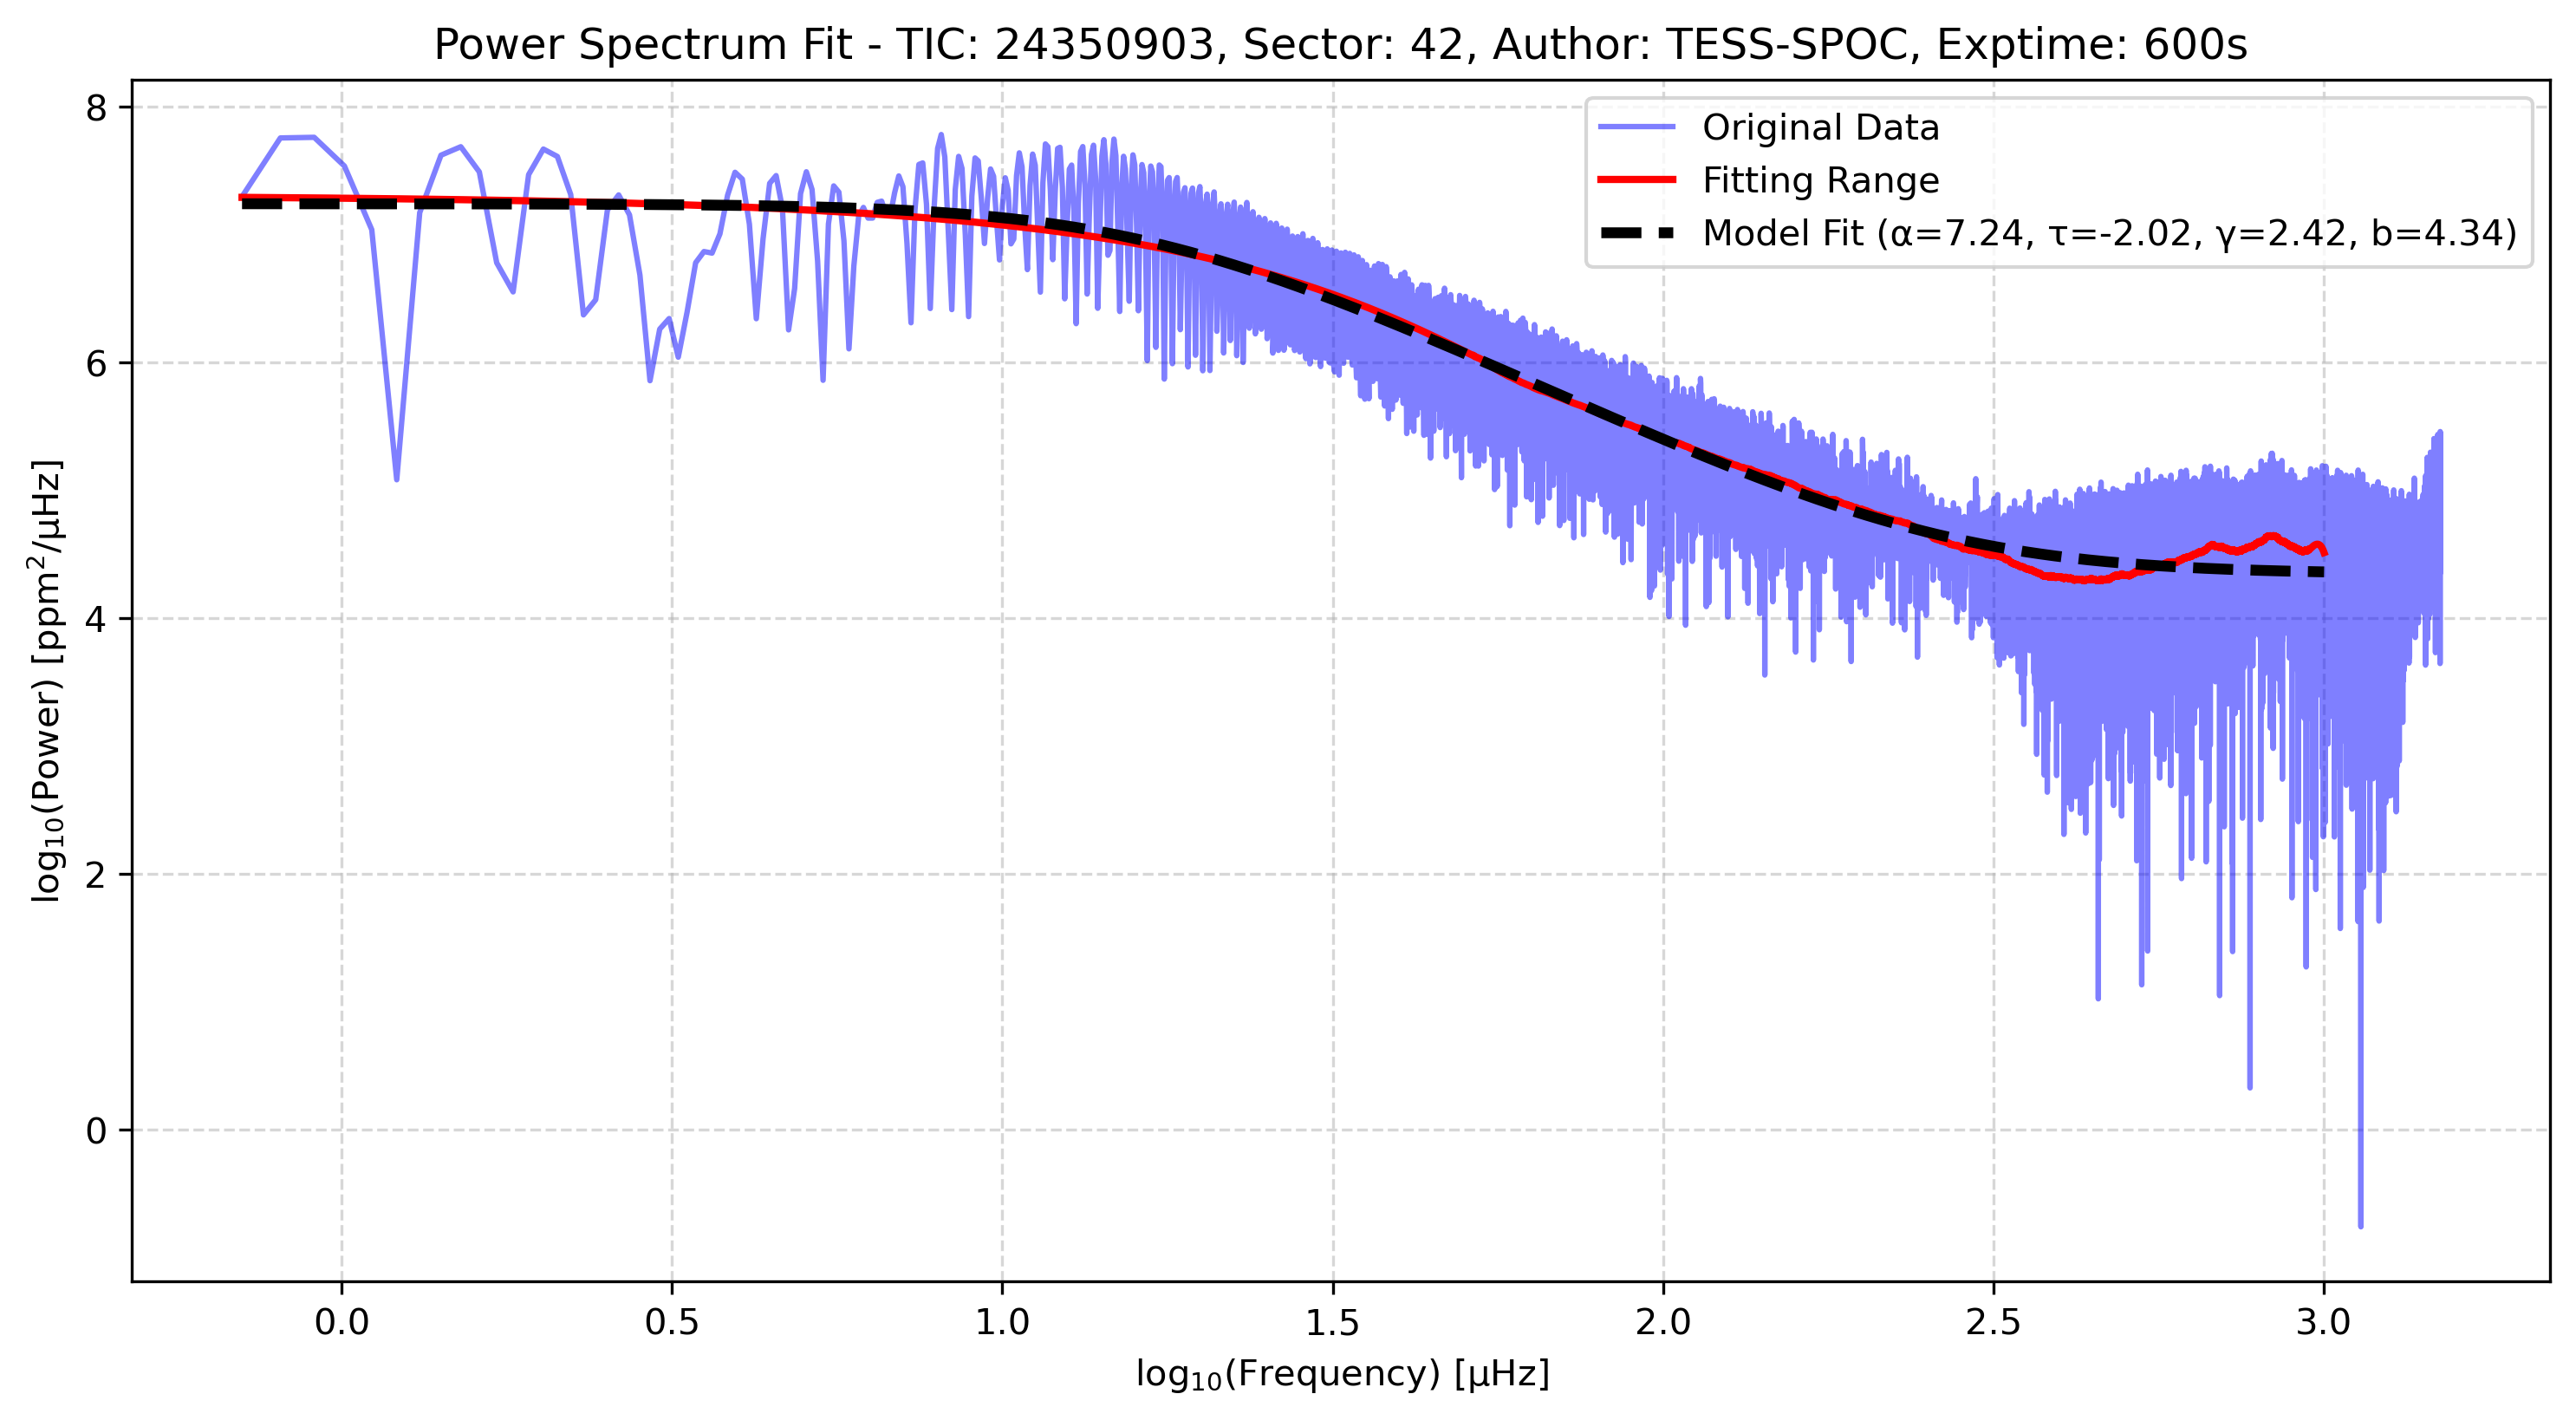 Power Spectrum Fit - TIC: 24350903, Sector: 42, Author: TESS-SPOC, Exptime: 600s
Original Data
Fitting Range
Model Fit (α=7.24, τ=-2.02, γ=2.42, b=4.34)
log₁₀(Power) [ppm²/μHz]
8
6
4
2
0
0.0 0.5 1.0 1.5 2.0 2.5 3.0
log₁₀(Frequency) [μHz]